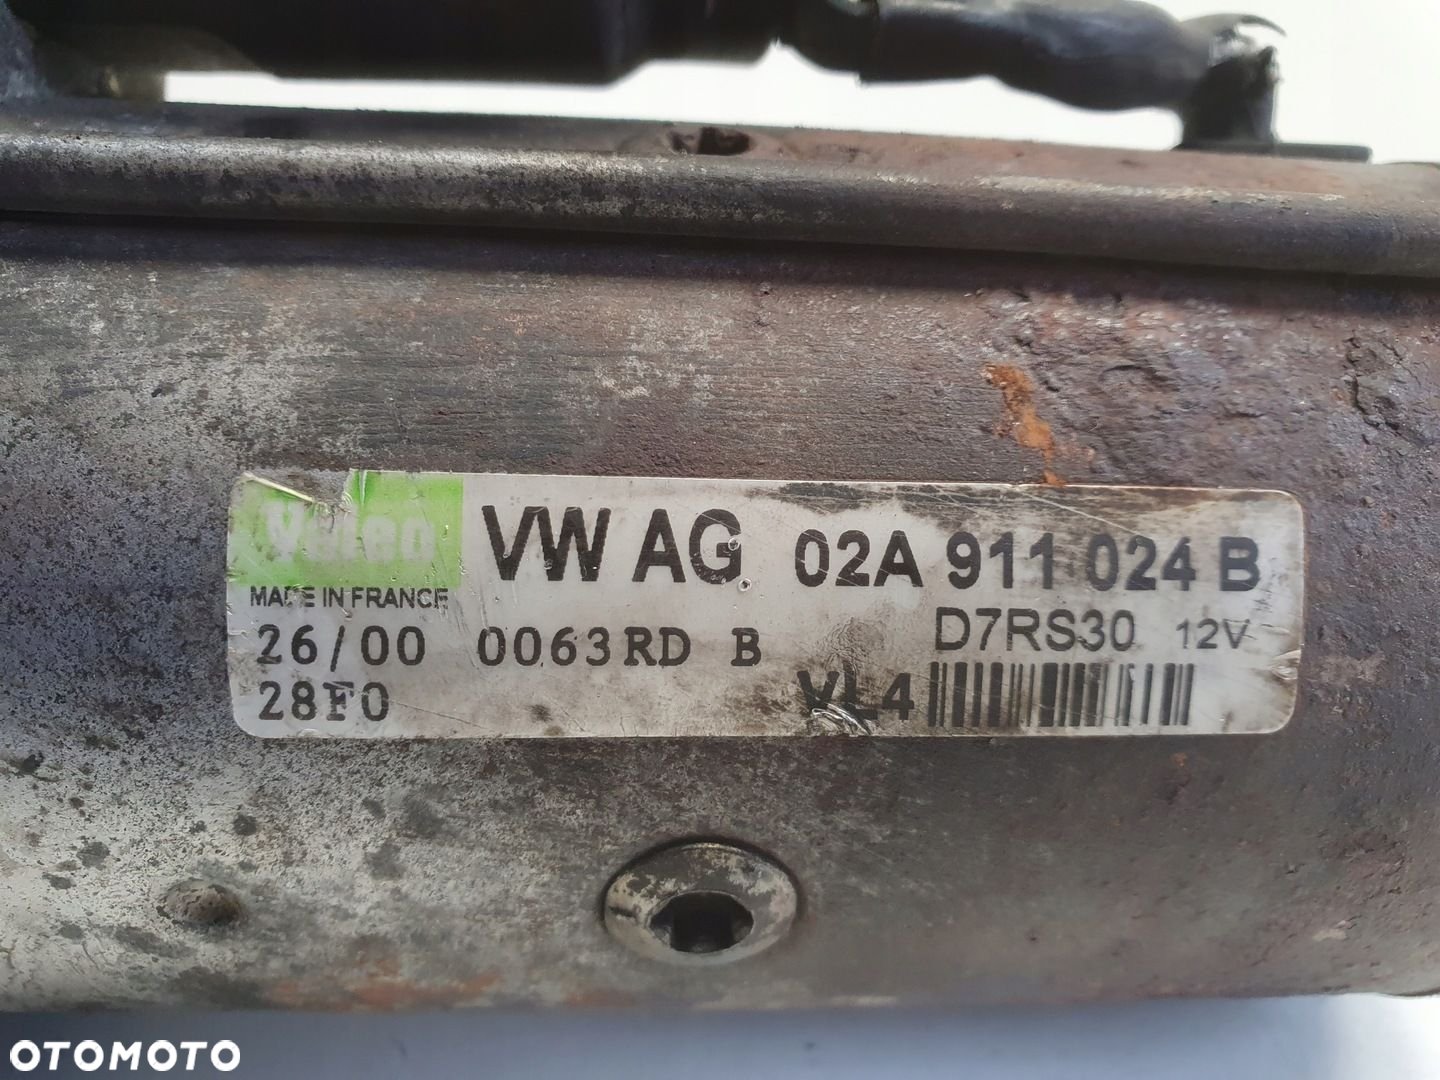 Valeo VW AG 02A 911 024 B
MADE IN FRANCE
26/00 0063RD B D7RS30 12V
28F0 VL4
OTOMOTO